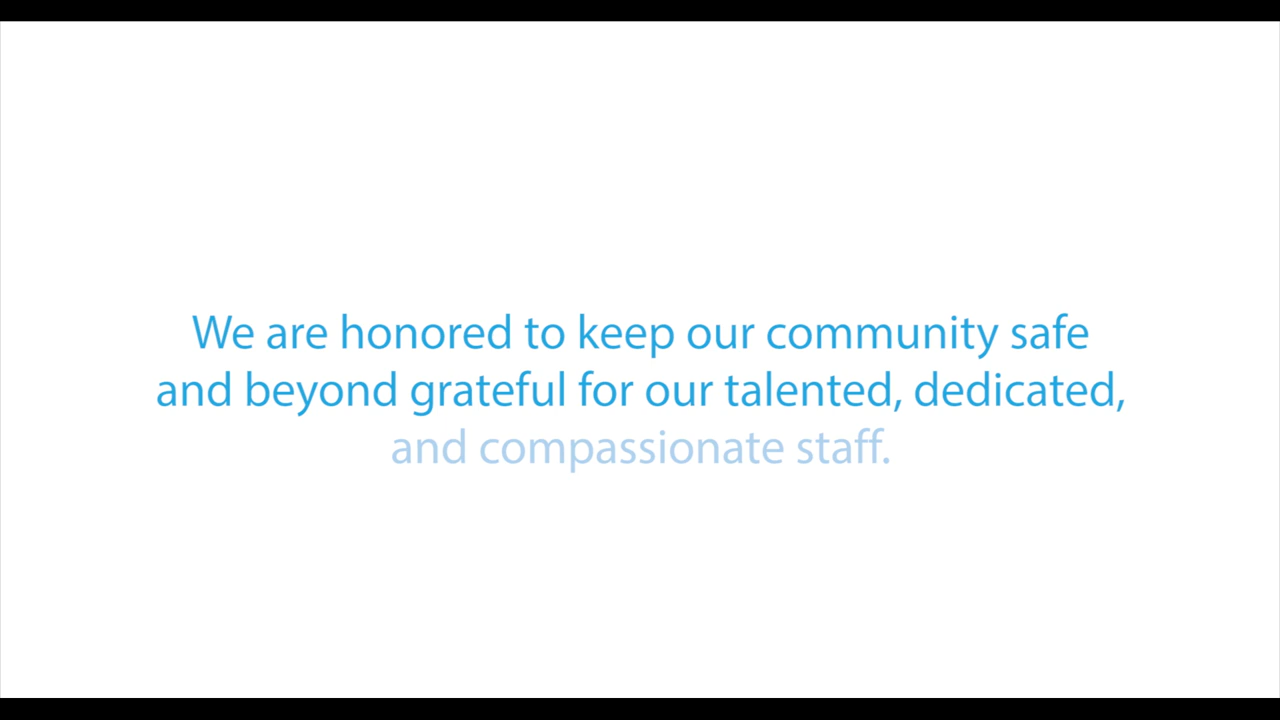 We are honored to keep our community safe
and beyond grateful for our talented, dedicated,
and compassionate staff.